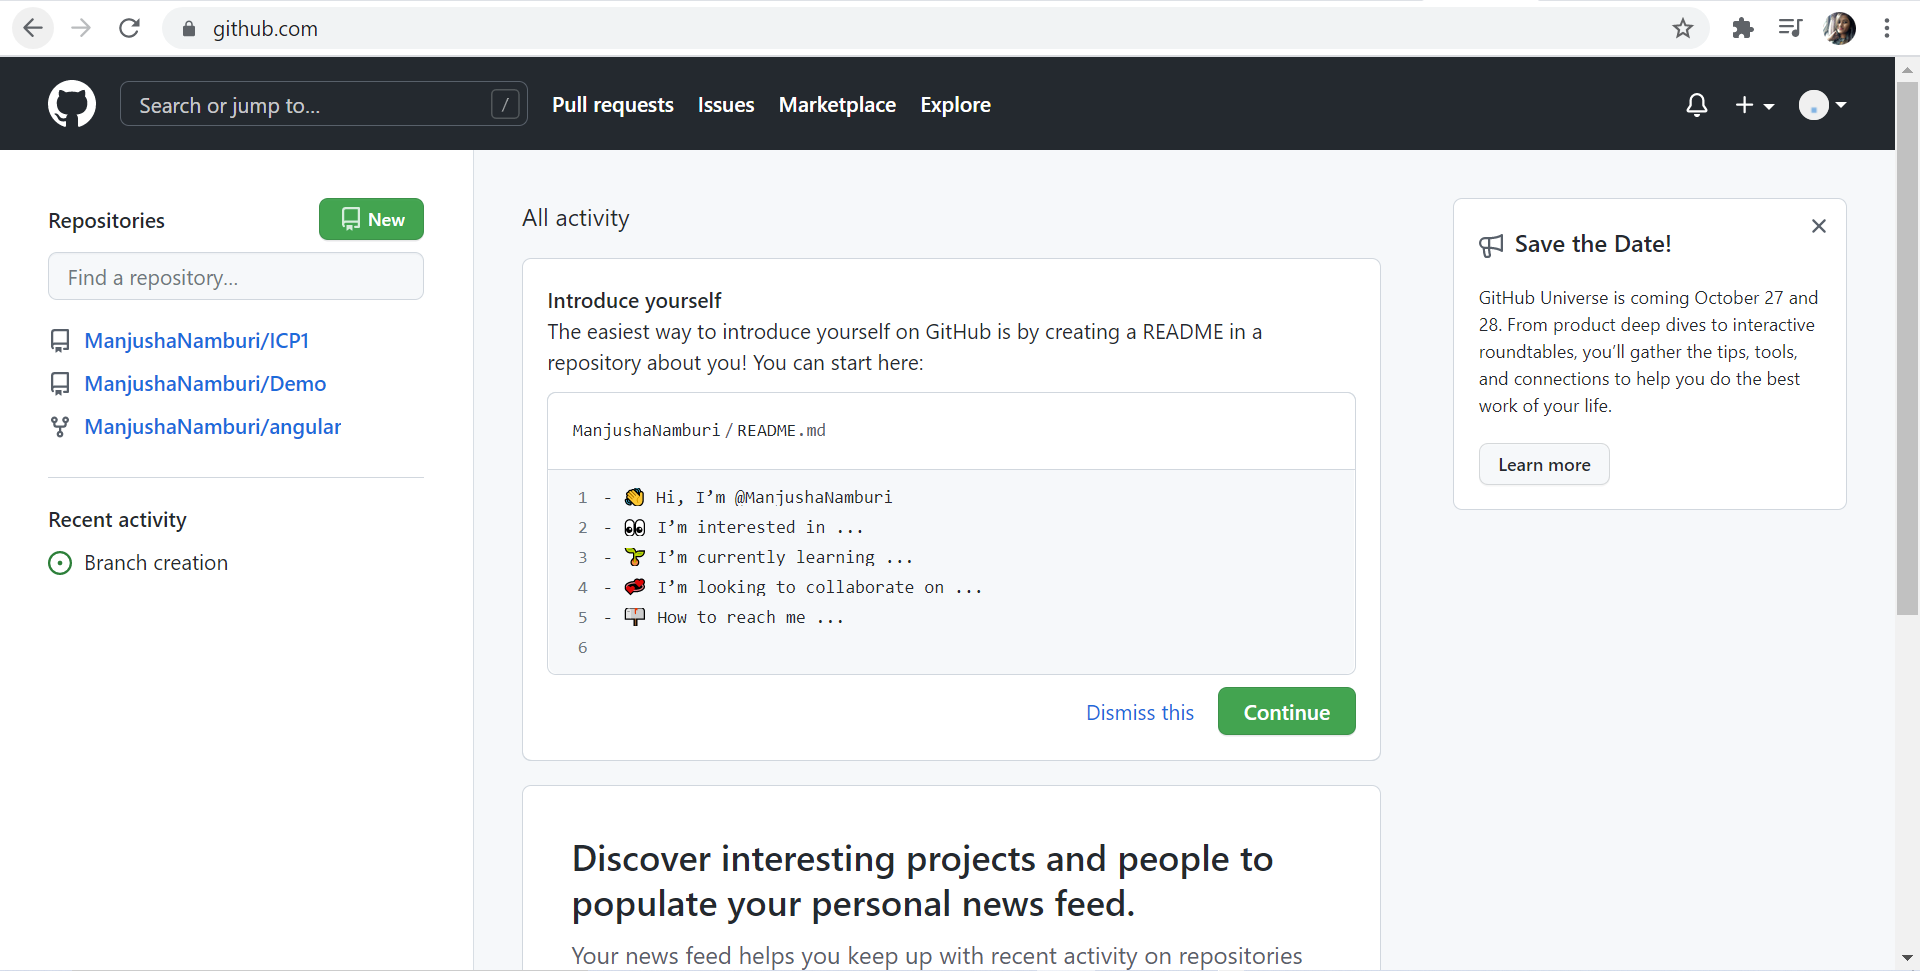 github.com
Search or jump to...
/
Pull requests
Issues
Marketplace
Explore
Repositories
New
Find a repository...
ManjushaNamburi/ICP1
ManjushaNamburi/Demo
ManjushaNamburi/angular
Recent activity
Branch creation
All activity
Introduce yourself
The easiest way to introduce yourself on GitHub is by creating a README in a
repository about you! You can start here:
ManjushaNamburi / README.md
1 - 👋 Hi, I’m @ManjushaNamburi
2 - 👀 I’m interested in ...
3 - 🌱 I’m currently learning ...
4 - 💞️ I’m looking to collaborate on ...
5 - 📫 How to reach me ...
6
Dismiss this
Continue
Discover interesting projects and people to
populate your personal news feed.
Your news feed helps you keep up with recent activity on repositories
Save the Date!
GitHub Universe is coming October 27 and
28. From product deep dives to interactive
roundtables, you’ll gather the tips, tools,
and connections to help you do the best
work of your life.
Learn more